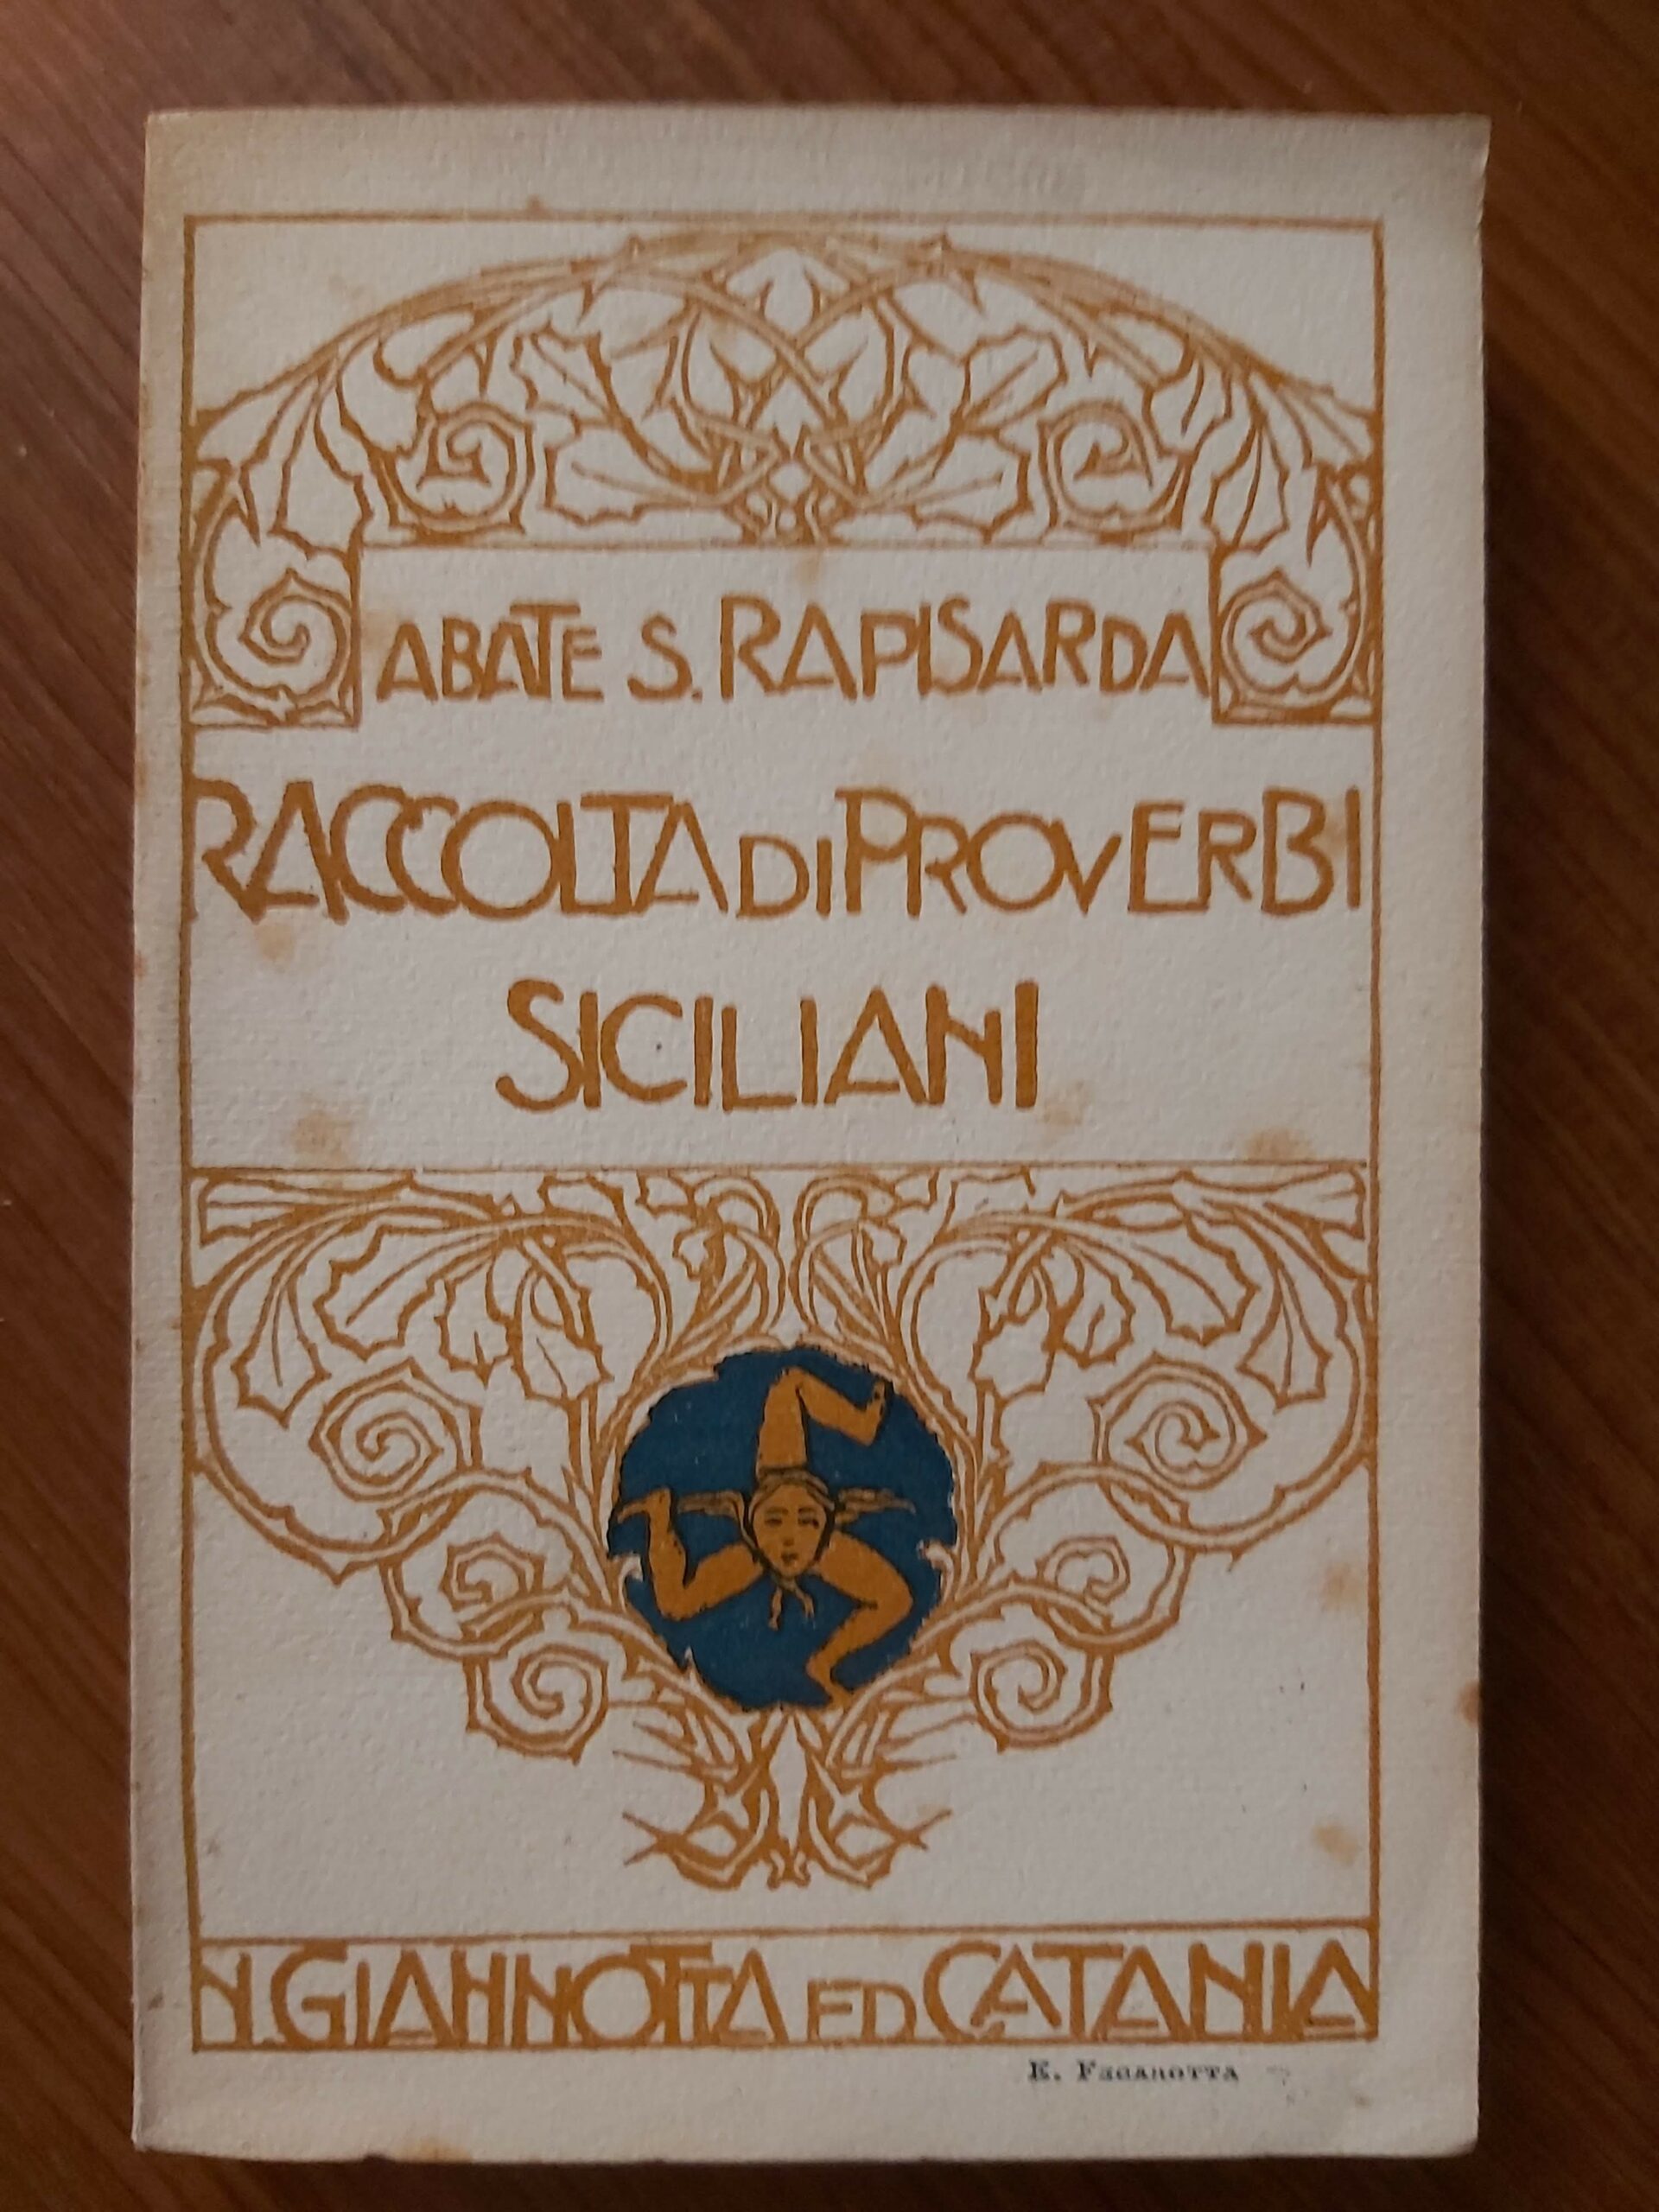 ABATE S. RAPISARDA
RACCOLTA DI PROVERBI
SICILIANI
N. GIANNOTTA ED CATANIA
E.